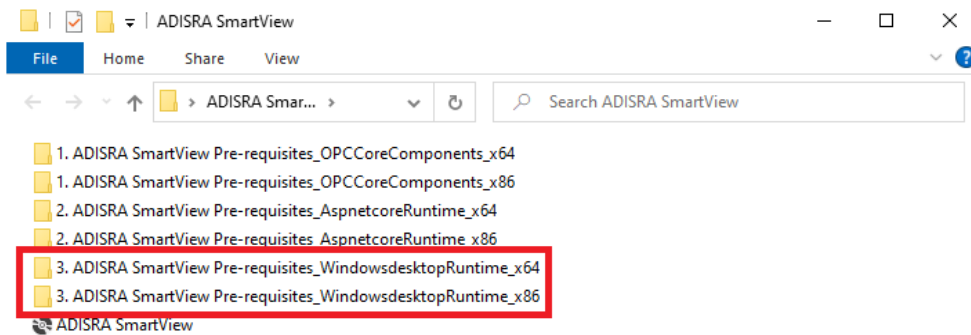 ADISRA SmartView
File Home Share View
ADISRA Smar... Search ADISRA SmartView
1. ADISRA SmartView Pre-requisites_OPCCoreComponents_x64
1. ADISRA SmartView Pre-requisites_OPCCoreComponents_x86
2. ADISRA SmartView Pre-requisites_AspnetcoreRuntime_x64
2. ADISRA SmartView Pre-requisites_AspnetcoreRuntime_x86
3. ADISRA SmartView Pre-requisites_WindowsdesktopRuntime_x64
3. ADISRA SmartView Pre-requisites_WindowsdesktopRuntime_x86
ADISRA SmartView